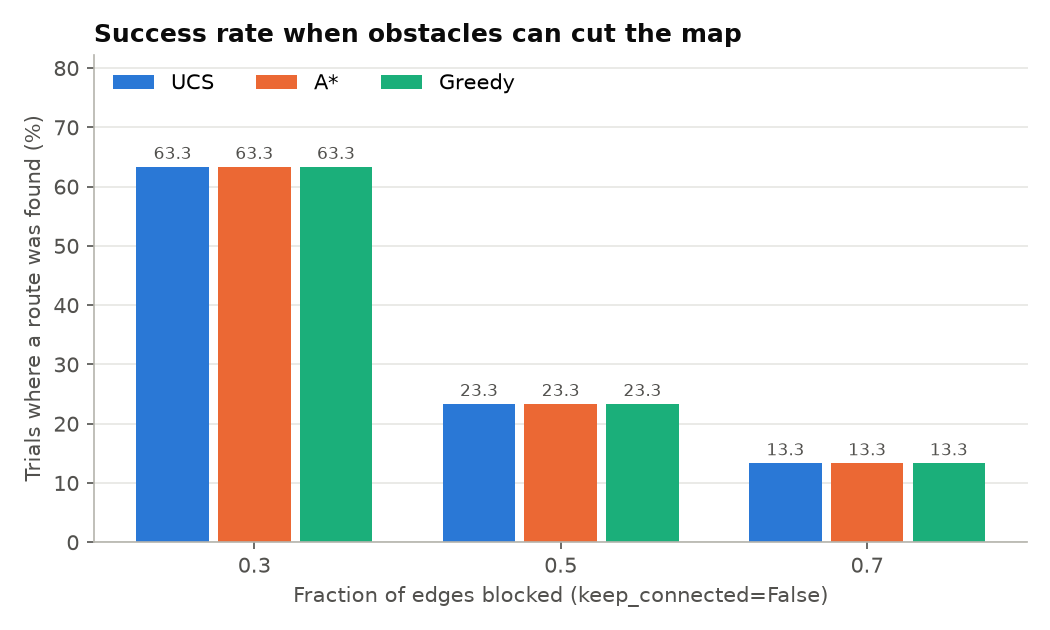 Success rate when obstacles can cut the map
UCS A* Greedy
Trials where a route was found (%)
80
70
60
50
40
30
20
10
0
63.3 63.3 63.3
23.3 23.3 23.3
13.3 13.3 13.3
0.3 0.5 0.7
Fraction of edges blocked (keep_connected=False)